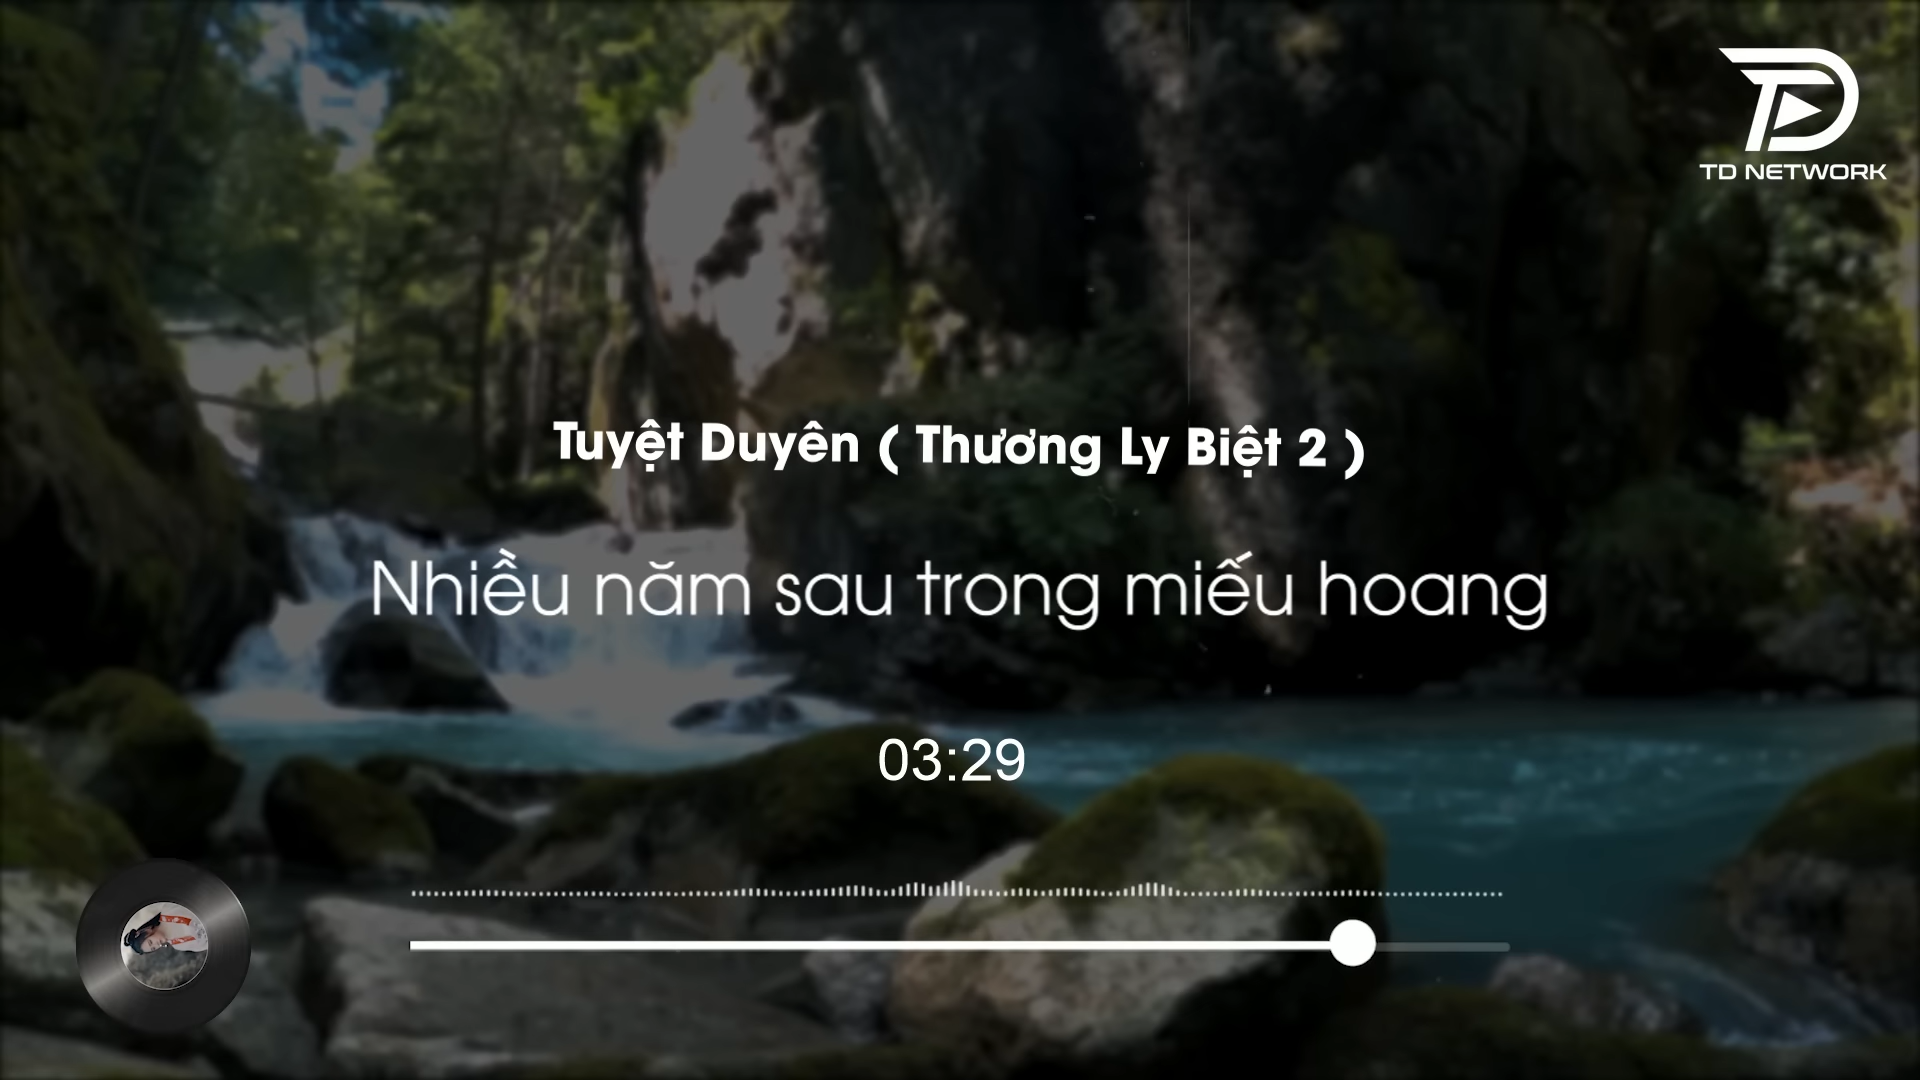 TD NETWORK
Tuyệt Duyên ( Thương Ly Biệt 2 )
Nhiều năm sau trong miếu hoang
03:29